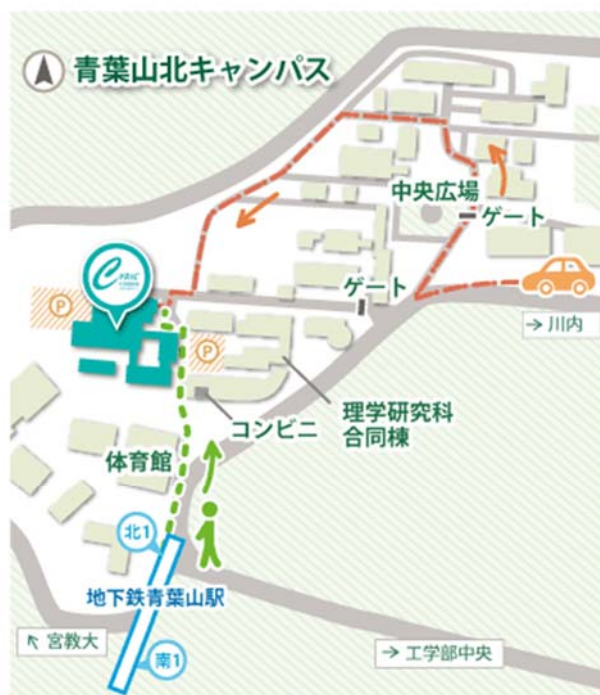 青葉山北キャンパス
中央広場
ゲート
ゲート
→ 川内
P
P
コンビニ
理学研究科
合同棟
体育館
北1
地下鉄青葉山駅
南1
↖ 宮教大
→ 工学部中央